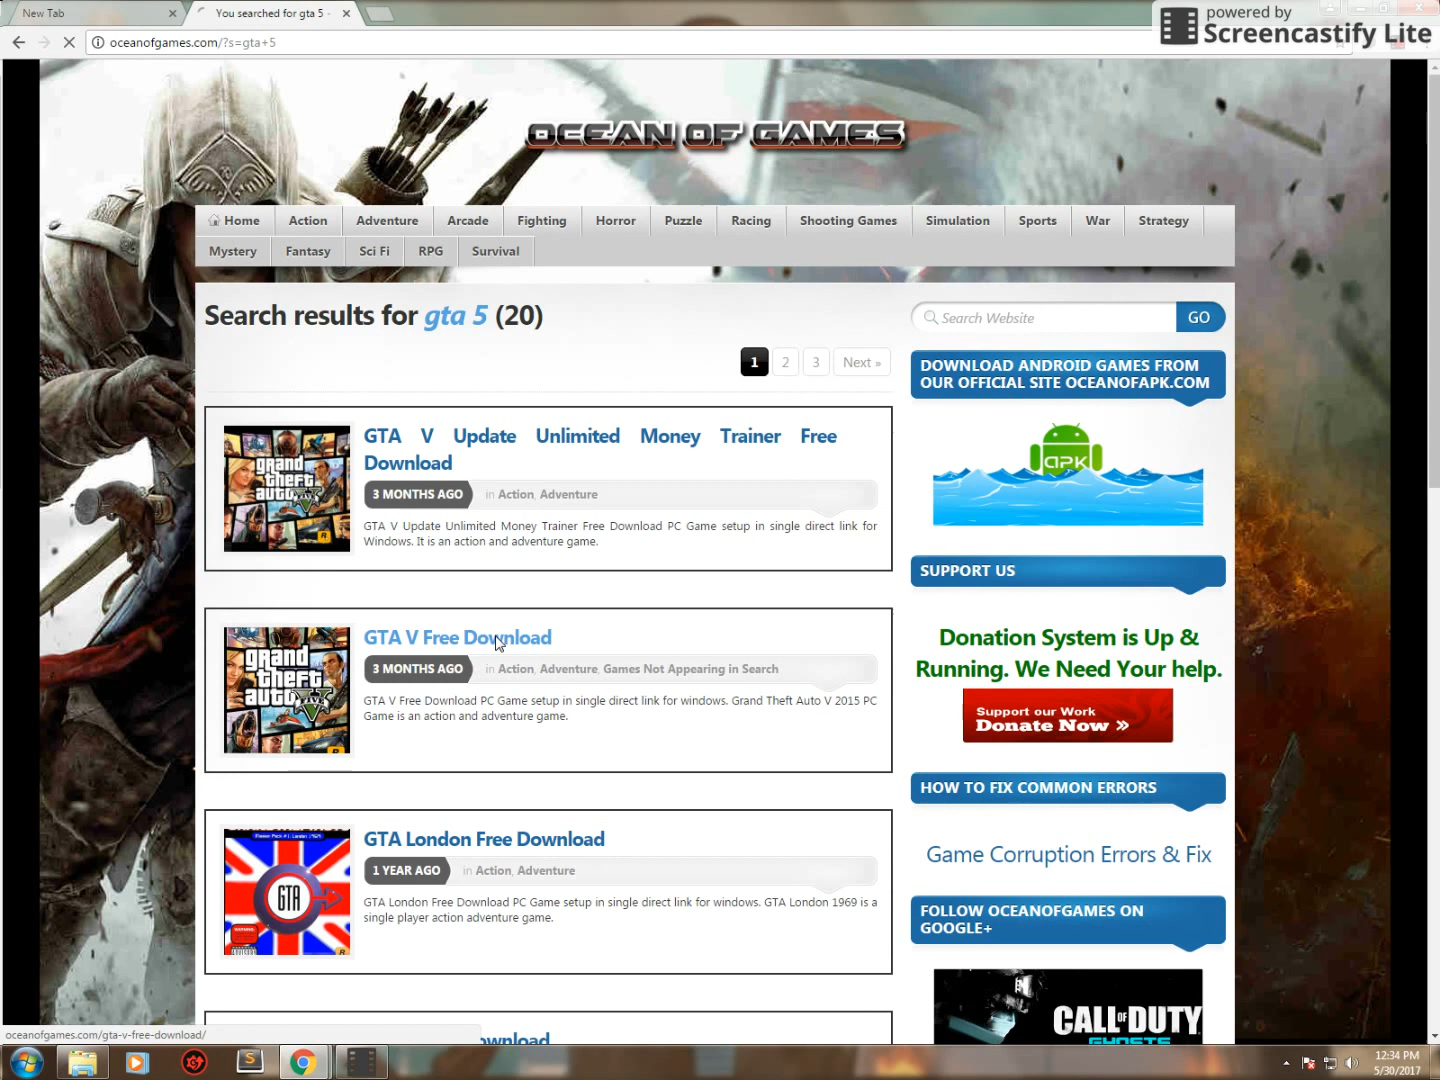 New Tab
You searched for gta 5 -
powered by
Screencastify Lite
oceanofgames.com/?s=gta+5
OCEAN OF GAMES
Home Action Adventure Arcade Fighting Horror Puzzle Racing Shooting Games Simulation Sports War Strategy
Mystery Fantasy Sci Fi RPG Survival
Search results for gta 5 (20)
Search Website GO
1 2 3 Next »
DOWNLOAD ANDROID GAMES FROM
OUR OFFICIAL SITE OCEANOFAPK.COM
APK
grand
theft
auto
FIVE
GTA V Update Unlimited Money Trainer Free
Download
3 MONTHS AGO in Action, Adventure
GTA V Update Unlimited Money Trainer Free Download PC Game setup in single direct link for
Windows. It is an action and adventure game.
SUPPORT US
Donation System is Up &
Running. We Need Your help.
Support our Work
Donate Now »
grand
theft
auto
FIVE
GTA V Free Download
3 MONTHS AGO in Action, Adventure, Games Not Appearing in Search
GTA V Free Download PC Game setup in single direct link for windows. Grand Theft Auto V 2015 PC
Game is an action and adventure game.
HOW TO FIX COMMON ERRORS
Game Corruption Errors & Fix
GTA
GTA London Free Download
1 YEAR AGO in Action, Adventure
GTA London Free Download PC Game setup in single direct link for windows. GTA London 1969 is a
single player action adventure game.
FOLLOW OCEANOFGAMES ON
GOOGLE+
CALL OF DUTY
GHOSTS
oceanofgames.com/gta-v-free-download/
12:34 PM
5/30/2017